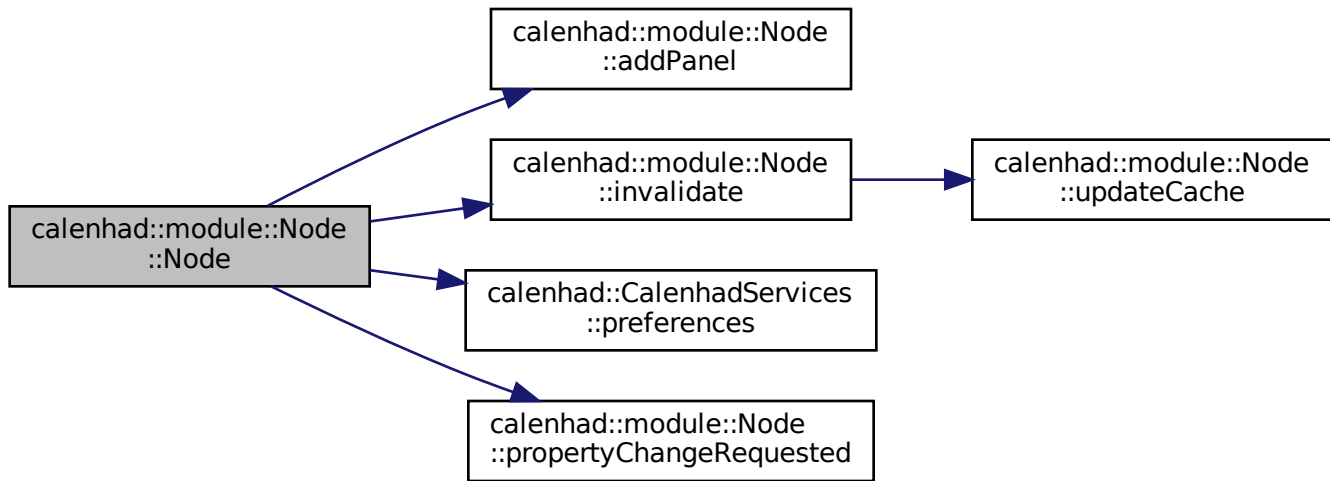 calenhad::module::Node
::Node
calenhad::module::Node
::addPanel
calenhad::module::Node
::invalidate
calenhad::module::Node
::updateCache
calenhad::CalenhadServices
::preferences
calenhad::module::Node
::propertyChangeRequested